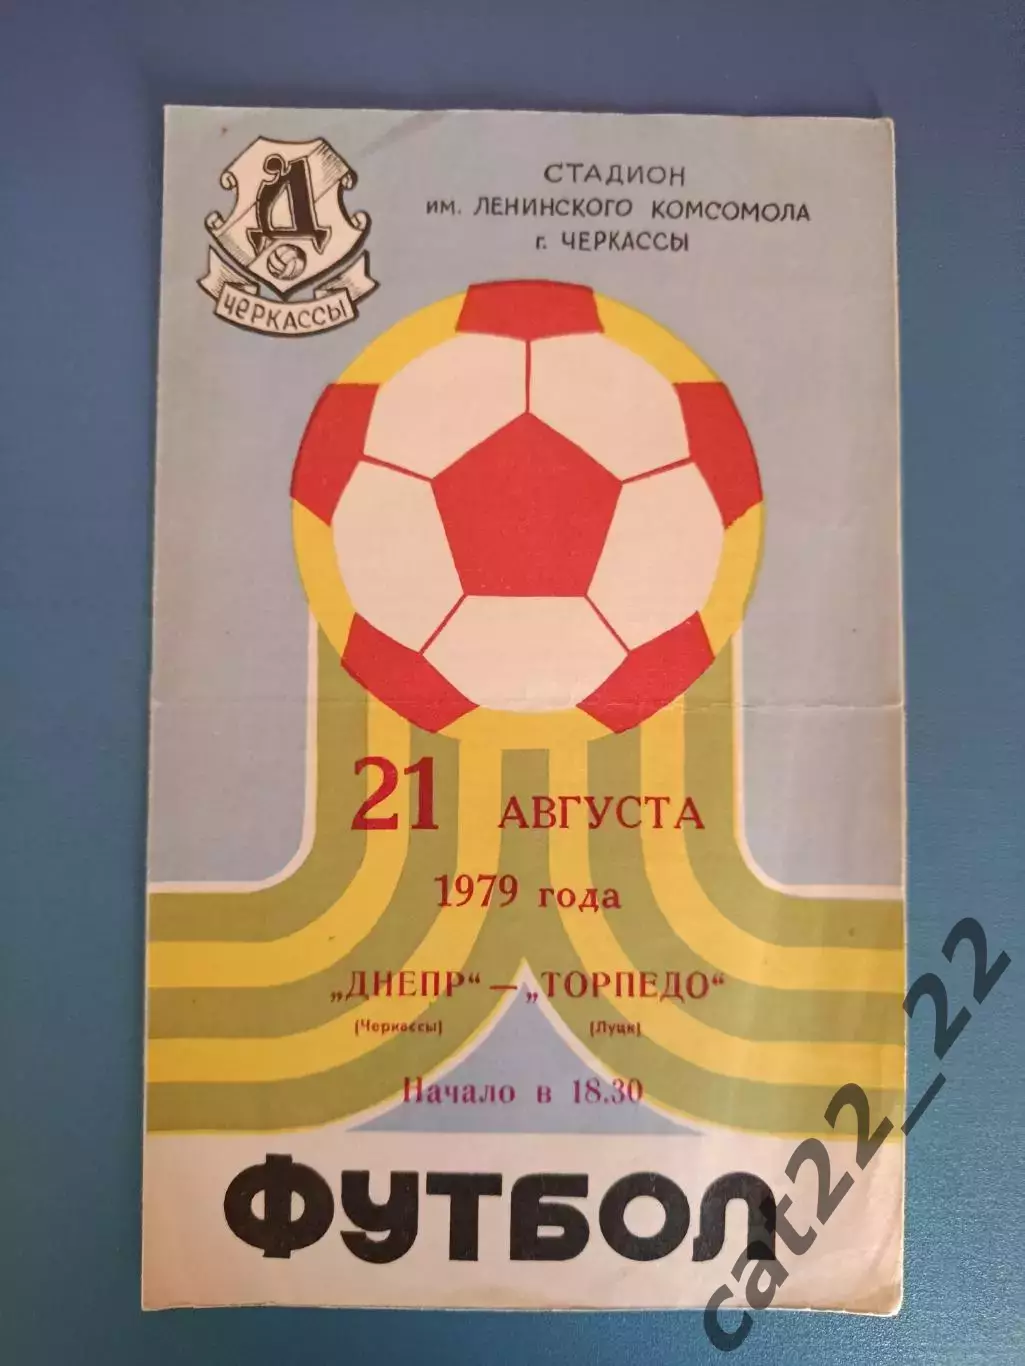 Д
ЧЕРКАССЫ
СТАДИОН
им. ЛЕНИНСКОГО КОМСОМОЛА
г. ЧЕРКАССЫ
21 АВГУСТА
1979 года
„ДНЕПР“ — „ТОРПЕДО“
(Черкассы) (Луцк)
Начало в 18.30
ФУТБОЛ
cat22_22